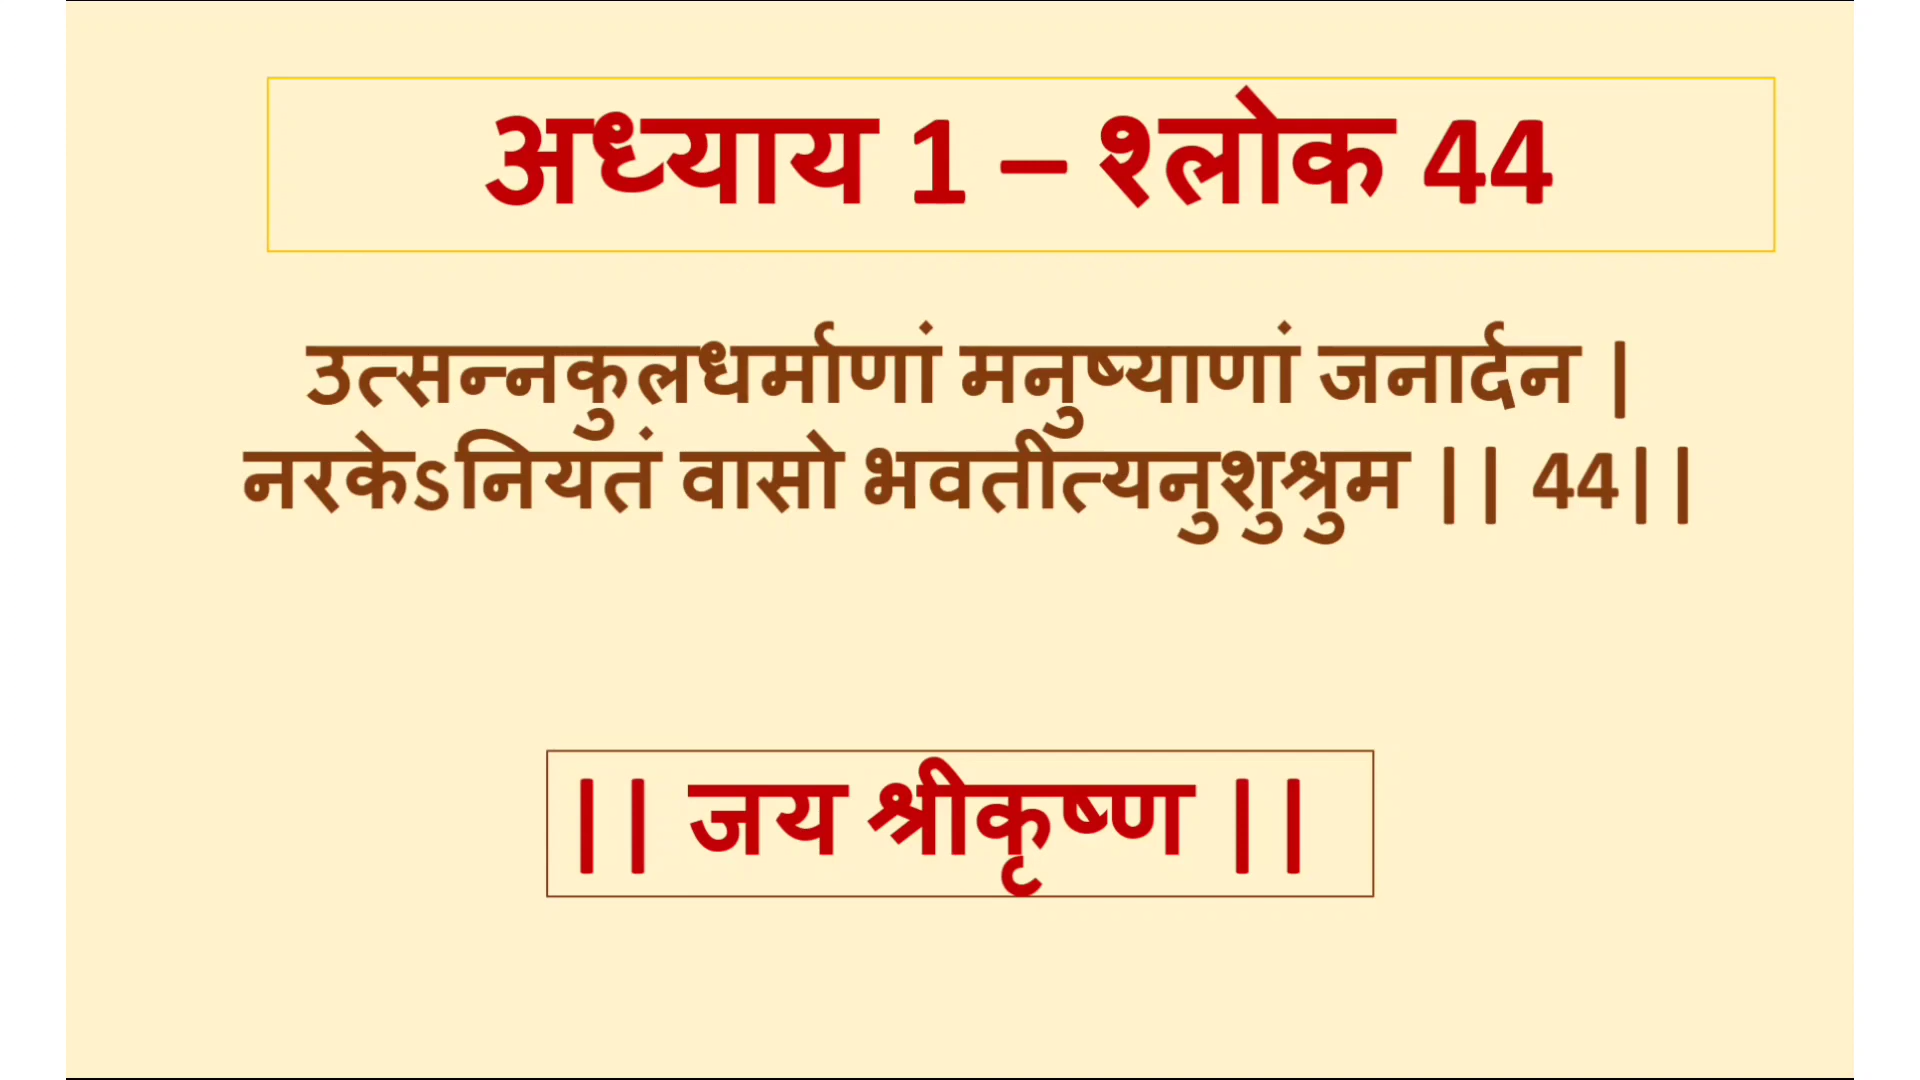 अध्याय 1 – श्लोक 44
उत्सन्नकुलधर्माणां मनुष्याणां जनार्दन |
नरकेऽनियतं वासो भवतीत्यनुशुश्रुम || 44||
|| जय श्रीकृष्ण ||